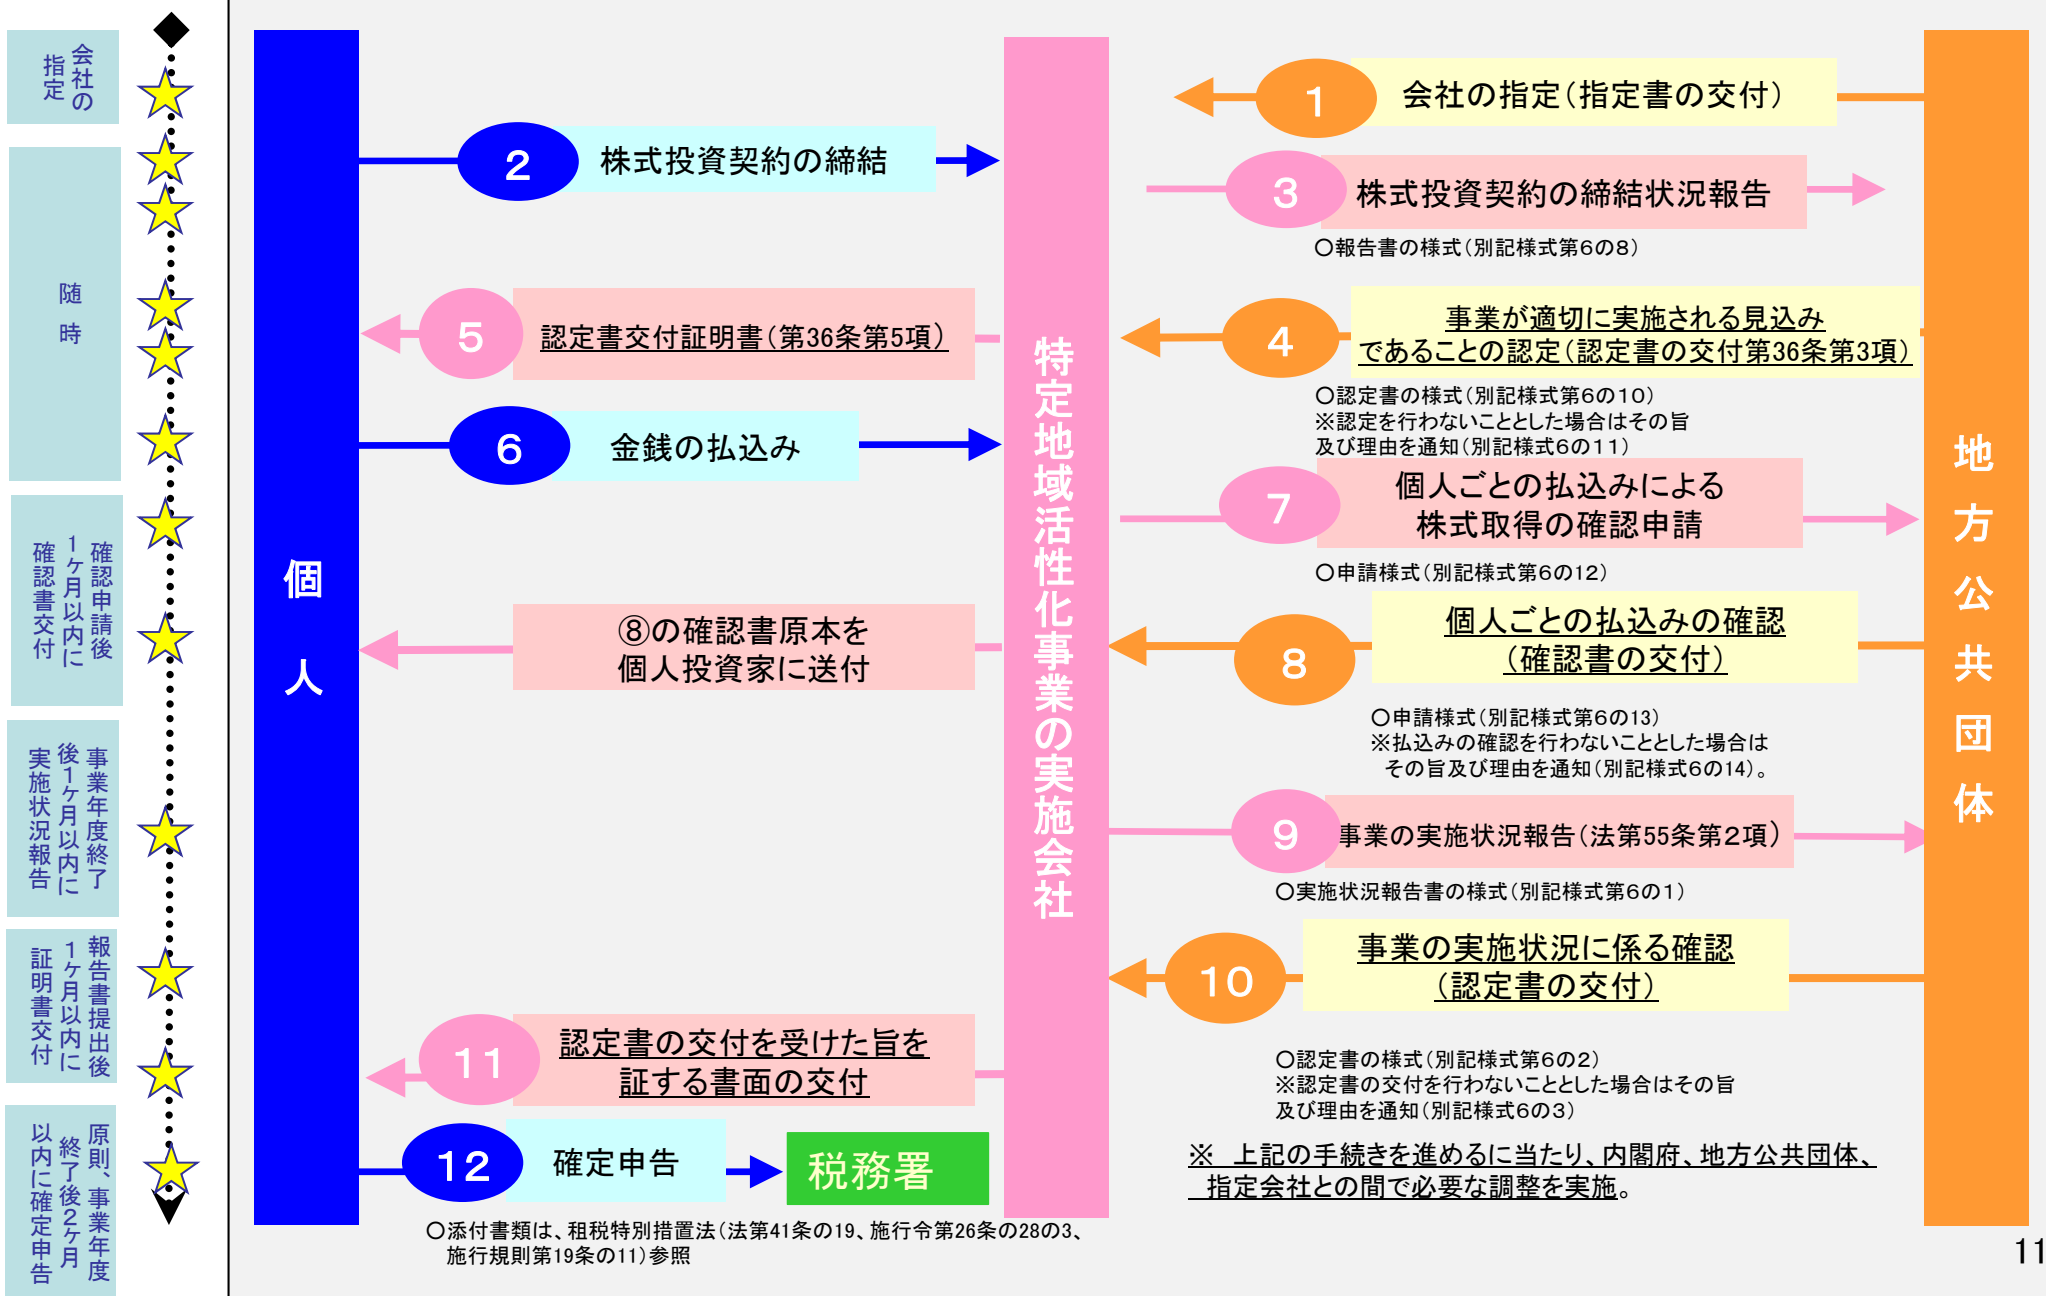 会社の
指定
随時
確認申請後
1ヶ月以内に
確認書交付
事業年度終了
後1ヶ月以内に
実施状況報告
報告書提出後
1ヶ月以内に
証明書交付
原則、事業年度
終了後2ヶ月
以内に確定申告
個人
特定地域活性化事業の実施会社
地方公共団体
1 会社の指定（指定書の交付）
2 株式投資契約の締結
3 株式投資契約の締結状況報告
○報告書の様式（別記様式第6の8）
4 事業が適切に実施される見込み
であることの認定（認定書の交付第36条第3項）
○認定書の様式（別記様式第6の10）
※認定を行わないこととした場合はその旨
及び理由を通知（別記様式6の11）
5 認定書交付証明書（第36条第5項）
6 金銭の払込み
7 個人ごとの払込みによる
株式取得の確認申請
○申請様式（別記様式第6の12）
8 個人ごとの払込みの確認
（確認書の交付）
○申請様式（別記様式第6の13）
※払込みの確認を行わないこととした場合は
その旨及び理由を通知（別記様式6の14）。
⑧の確認書原本を
個人投資家に送付
9 事業の実施状況報告（法第55条第2項）
○実施状況報告書の様式（別記様式第6の1）
10 事業の実施状況に係る確認
（認定書の交付）
○認定書の様式（別記様式第6の2）
※認定書の交付を行わないこととした場合はその旨
及び理由を通知（別記様式6の3）
11 認定書の交付を受けた旨を
証する書面の交付
12 確定申告
税務署
○添付書類は、租税特別措置法（法第41条の19、施行令第26条の28の3、
施行規則第19条の11）参照
※　上記の手続きを進めるに当たり、内閣府、地方公共団体、
指定会社との間で必要な調整を実施。
11